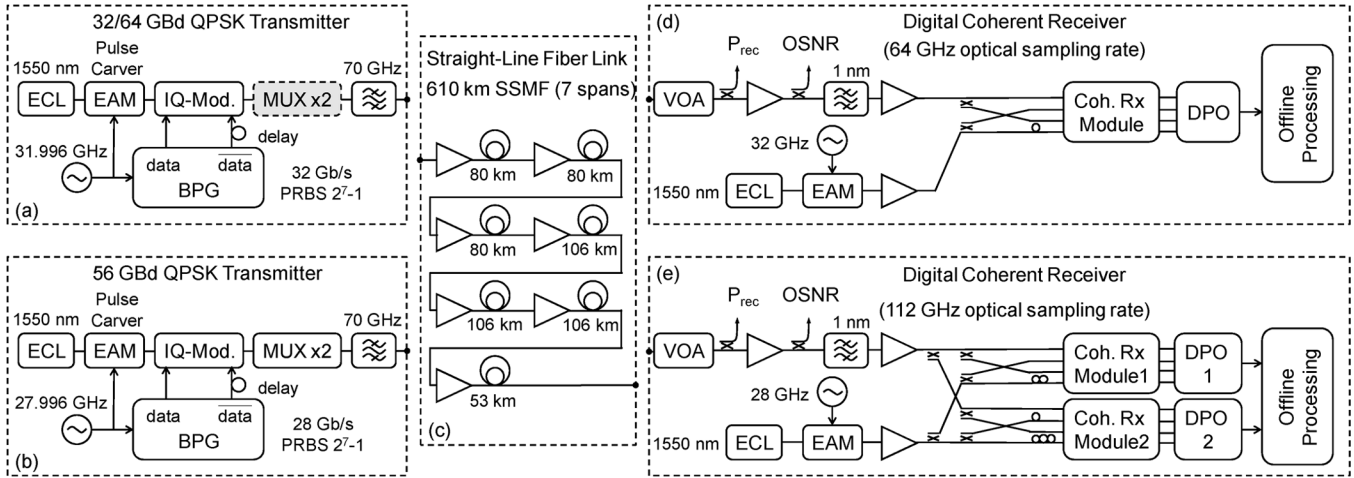 32/64 GBd QPSK Transmitter
Pulse
Carver
1550 nm
70 GHz
ECL
EAM
IQ-Mod.
MUX x2
delay
31.996 GHz
data
data
BPG
32 Gb/s
PRBS 2⁷-1
(a)
56 GBd QPSK Transmitter
Pulse
Carver
1550 nm
70 GHz
ECL
EAM
IQ-Mod.
MUX x2
delay
27.996 GHz
data
data
BPG
28 Gb/s
PRBS 2⁷-1
(b)
Straight-Line Fiber Link
610 km SSMF (7 spans)
80 km
80 km
80 km
106 km
106 km
106 km
53 km
(c)
(d)
Digital Coherent Receiver
(64 GHz optical sampling rate)
Prec
OSNR
1 nm
VOA
32 GHz
1550 nm
ECL
EAM
Coh. Rx
Module
DPO
Offline
Processing
(e)
Digital Coherent Receiver
(112 GHz optical sampling rate)
Prec
OSNR
1 nm
VOA
28 GHz
1550 nm
ECL
EAM
Coh. Rx
Module1
DPO
1
Coh. Rx
Module2
DPO
2
Offline
Processing